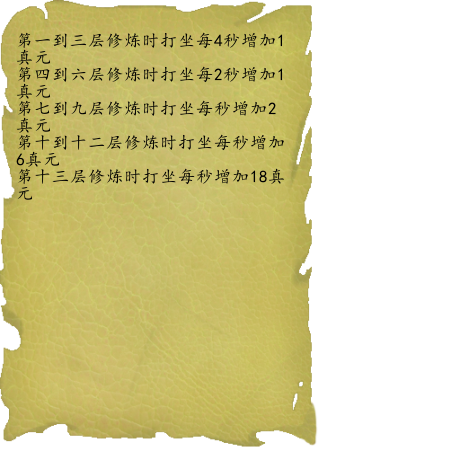 第一到三层修炼时打坐每4秒增加1
真元
第四到六层修炼时打坐每2秒增加1
真元
第七到九层修炼时打坐每秒增加2
真元
第十到十二层修炼时打坐每秒增加
6真元
第十三层修炼时打坐每秒增加18真
元